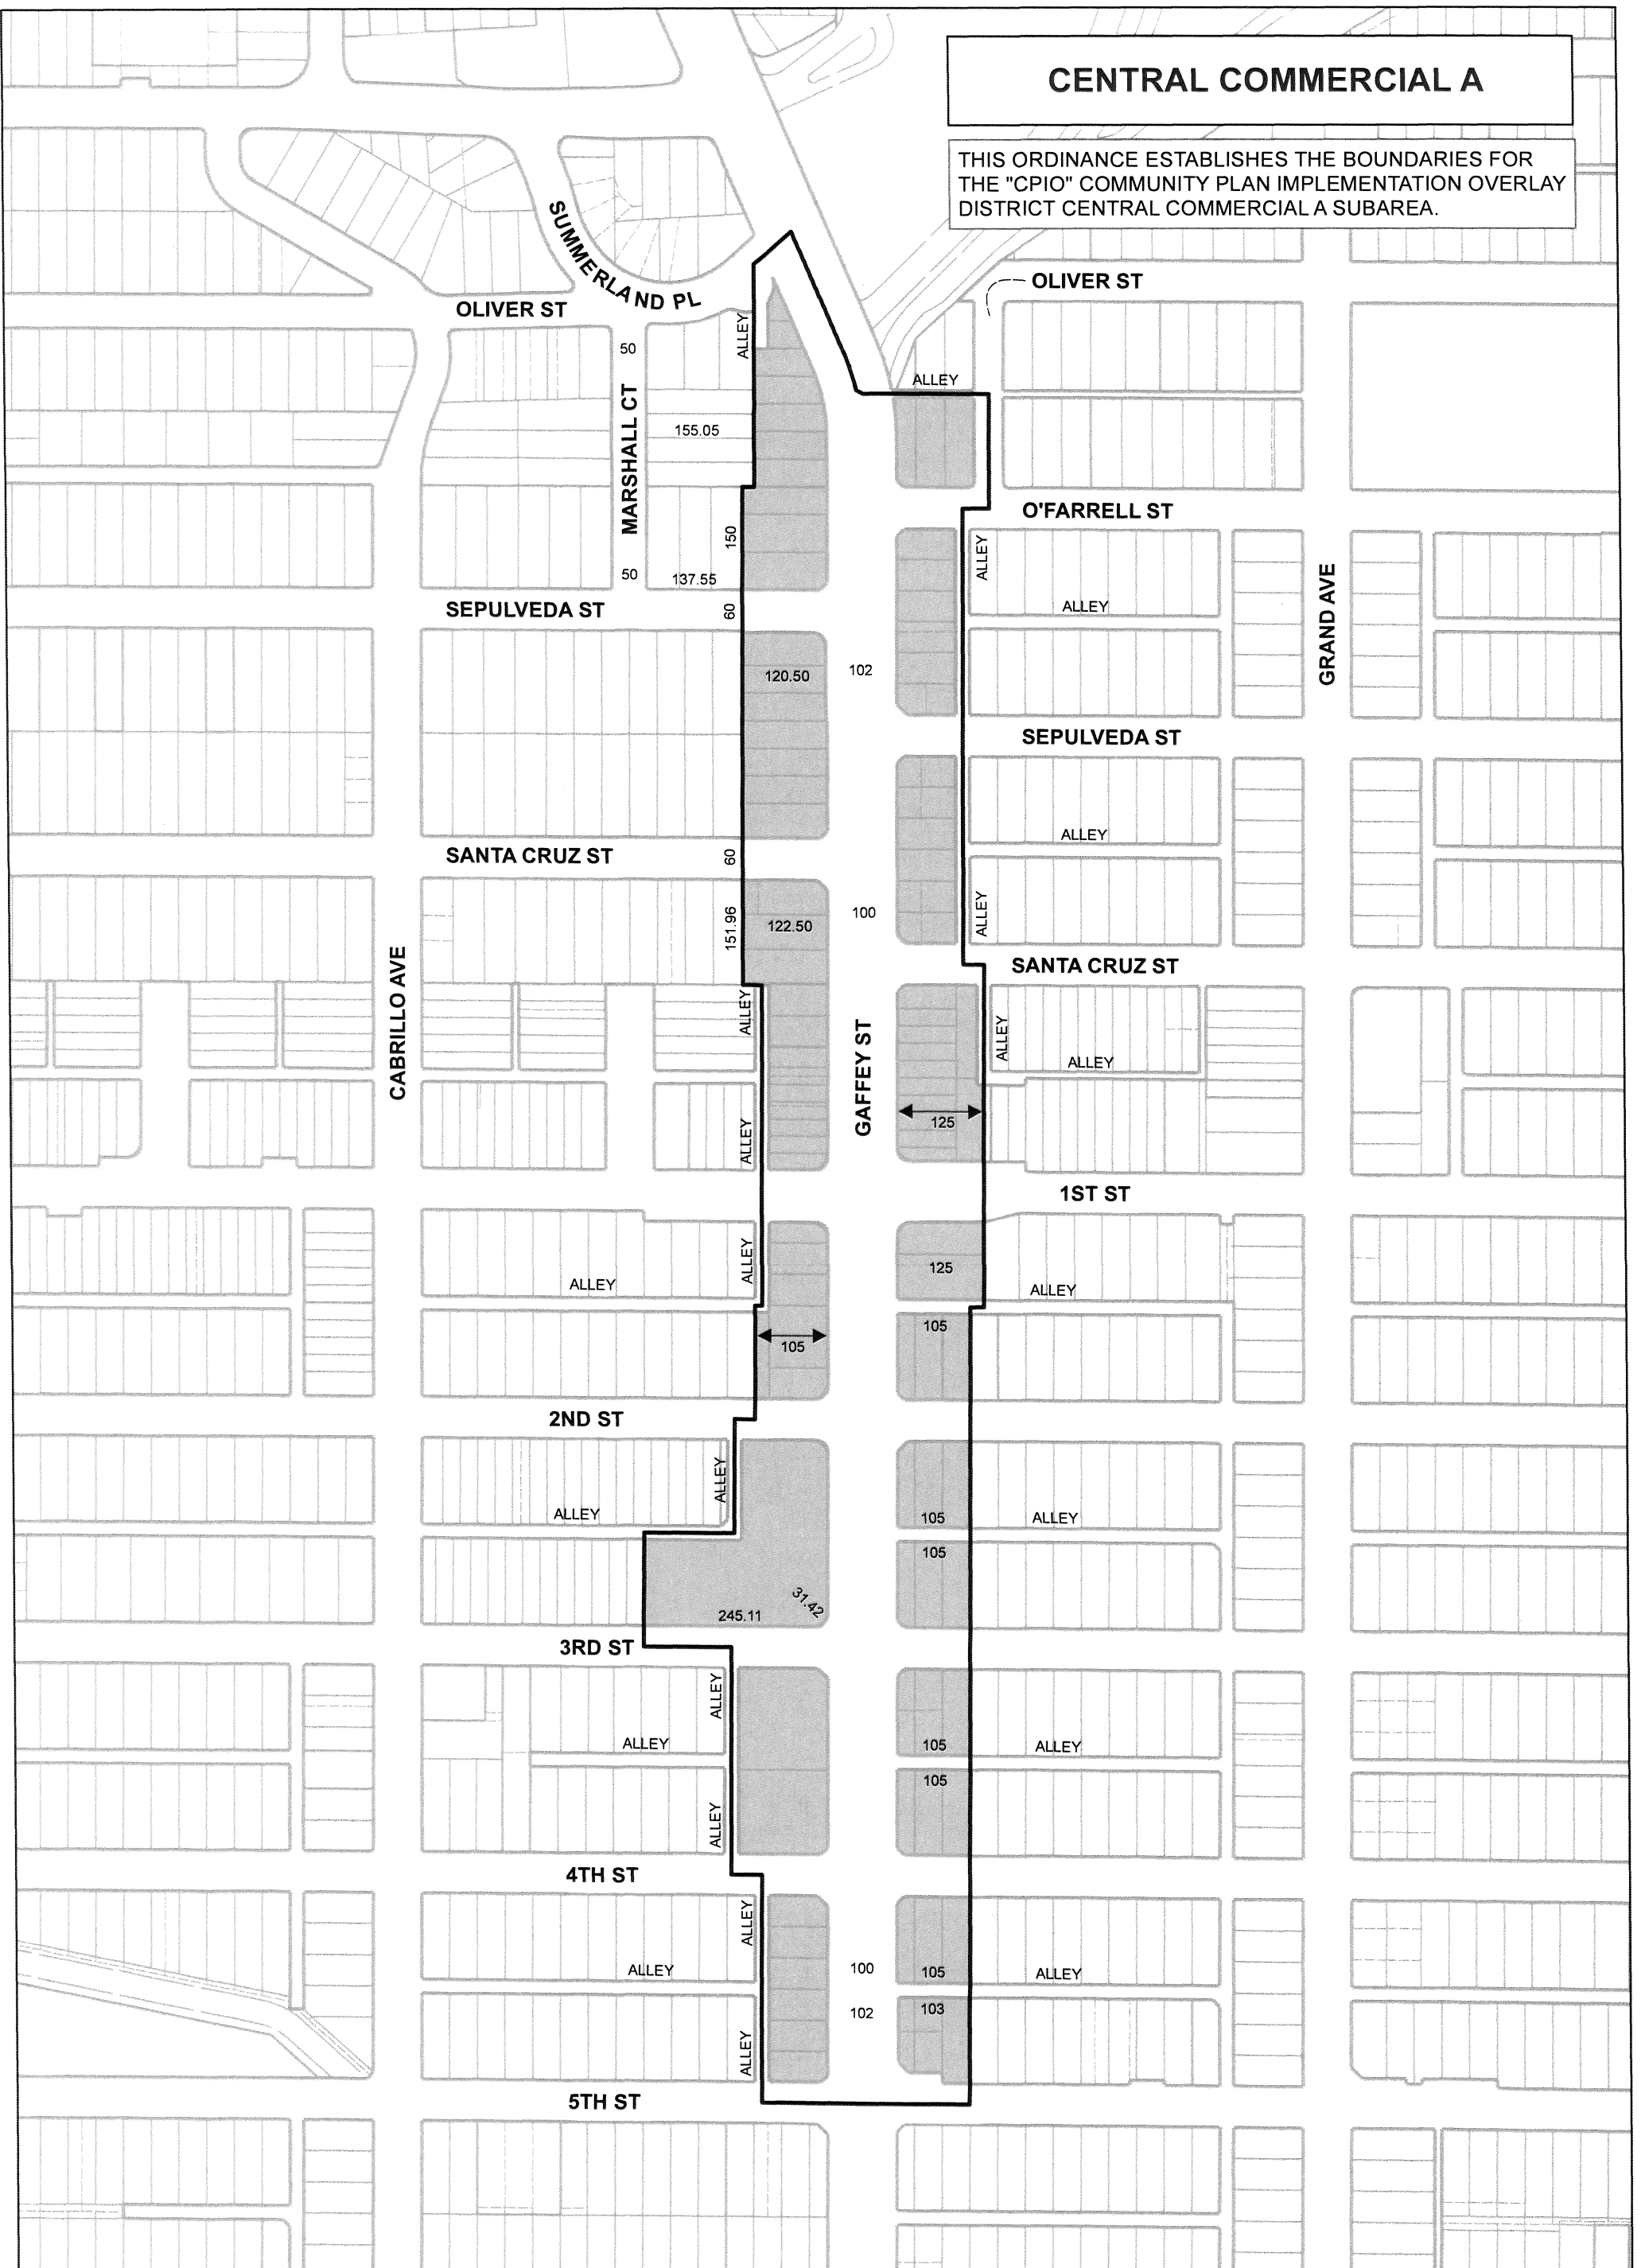 CENTRAL COMMERCIAL A
THIS ORDINANCE ESTABLISHES THE BOUNDARIES FOR
THE "CPIO" COMMUNITY PLAN IMPLEMENTATION OVERLAY
DISTRICT CENTRAL COMMERCIAL A SUBAREA.
SUMMERLAND PL
OLIVER ST
OLIVER ST
ALLEY
50
MARSHALL CT
ALLEY
155.05
O'FARRELL ST
150
ALLEY
50
137.55
SEPULVEDA ST
60
ALLEY
GRAND AVE
102
120.50
SEPULVEDA ST
ALLEY
SANTA CRUZ ST
60
151.96
122.50
100
ALLEY
SANTA CRUZ ST
CABRILLO AVE
ALLEY
GAFFEY ST
ALLEY
ALLEY
125
ALLEY
1ST ST
ALLEY
125
ALLEY
ALLEY
105
105
2ND ST
ALLEY
ALLEY
105
ALLEY
105
31.42
245.11
3RD ST
ALLEY
ALLEY
105
ALLEY
105
ALLEY
4TH ST
ALLEY
ALLEY
100
105
ALLEY
102
103
ALLEY
5TH ST